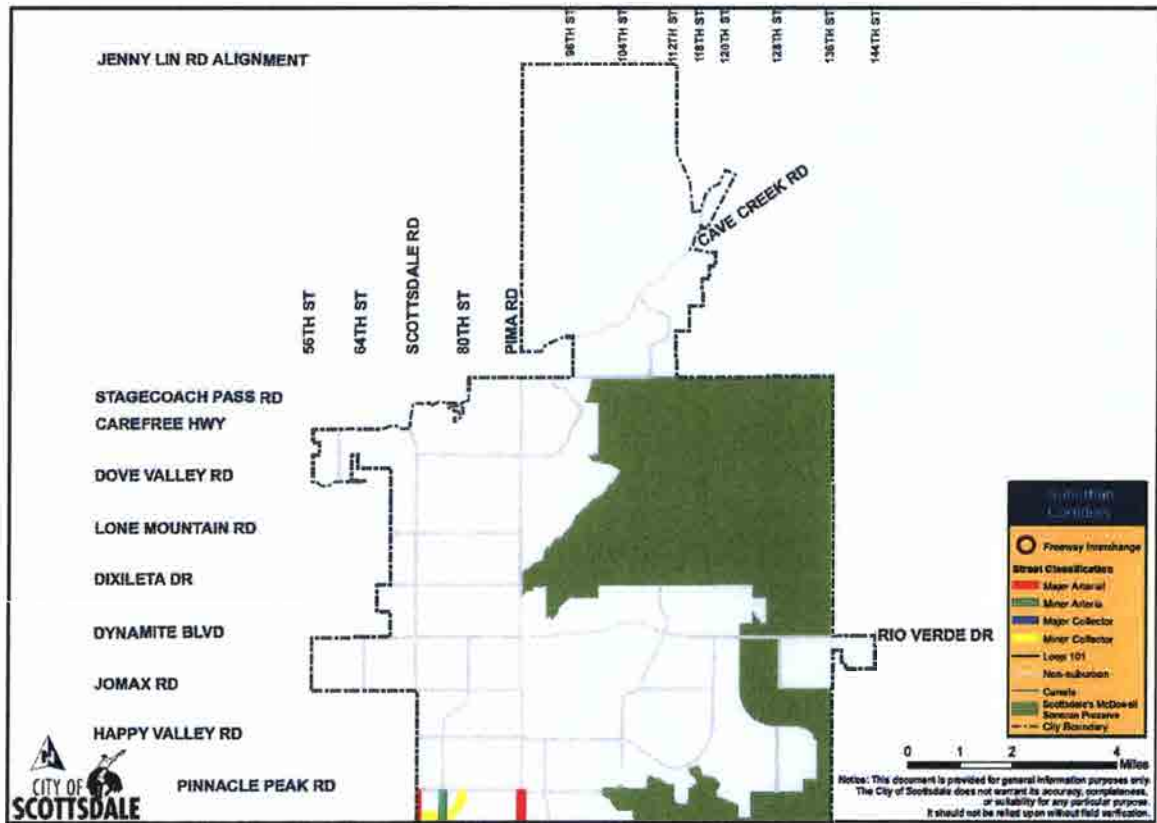 JENNY LIN RD ALIGNMENT
96TH ST
104TH ST
112TH ST
118TH ST
120TH ST
128TH ST
136TH ST
144TH ST
CAVE CREEK RD
56TH ST
64TH ST
SCOTTSDALE RD
80TH ST
PIMA RD
STAGECOACH PASS RD
CAREFREE HWY
DOVE VALLEY RD
LONE MOUNTAIN RD
DIXILETA DR
DYNAMITE BLVD
RIO VERDE DR
JOMAX RD
HAPPY VALLEY RD
PINNACLE PEAK RD
CITY OF
SCOTTSDALE
Freeway Interchange
Street Classification
Major Arterial
Minor Arteria
Major Collector
Minor Collector
Loop 101
Non-suburban
Canals
Scottsdale's McDowell
Sonoran Preserve
City Boundary
0 1 2 4
Miles
Notice: This document is provided for general information purposes only.
The City of Scottsdale does not warrant its accuracy, completeness,
or suitability for any particular purpose.
It should not be relied upon without field verification.